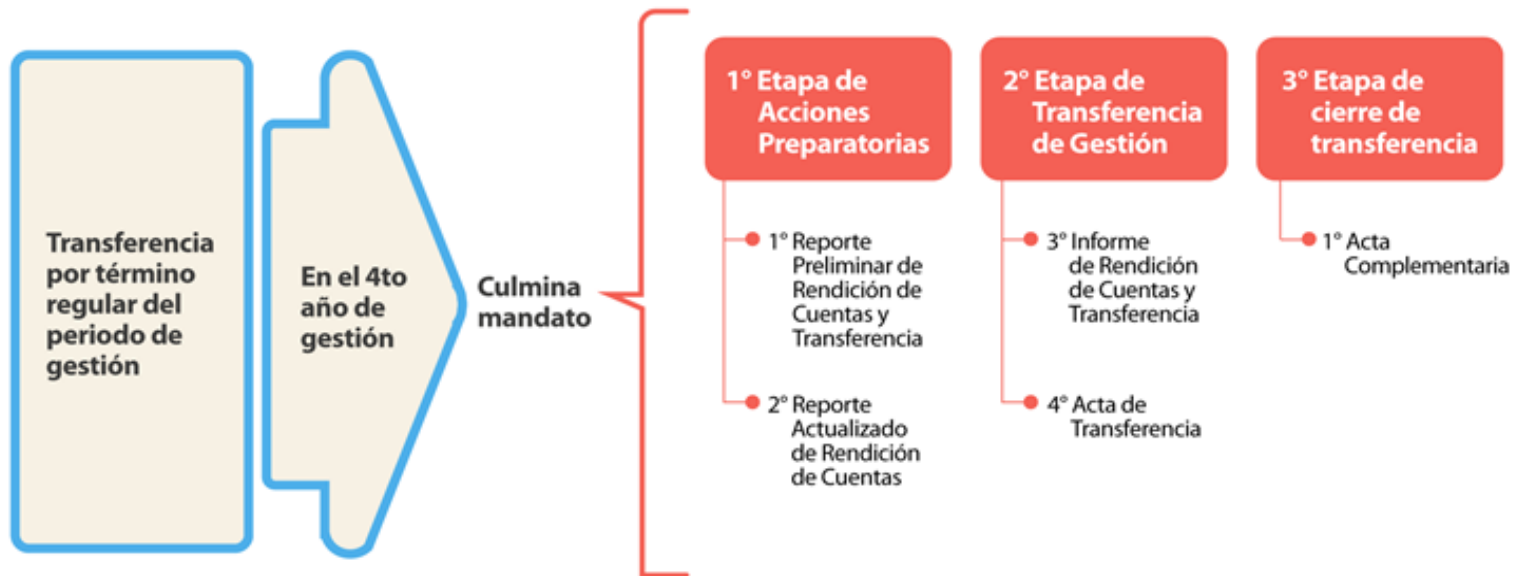 Transferencia
por término
regular del
periodo de
gestión
En el 4to
año de
gestión
Culmina
mandato
1° Etapa de
Acciones
Preparatorias
1° Reporte
Preliminar de
Rendición de
Cuentas y
Transferencia
2° Reporte
Actualizado
de Rendición
de Cuentas
2° Etapa de
Transferencia
de Gestión
3° Informe
de Rendición
de Cuentas y
Transferencia
4° Acta de
Transferencia
3° Etapa de
cierre de
transferencia
1° Acta
Complementaria